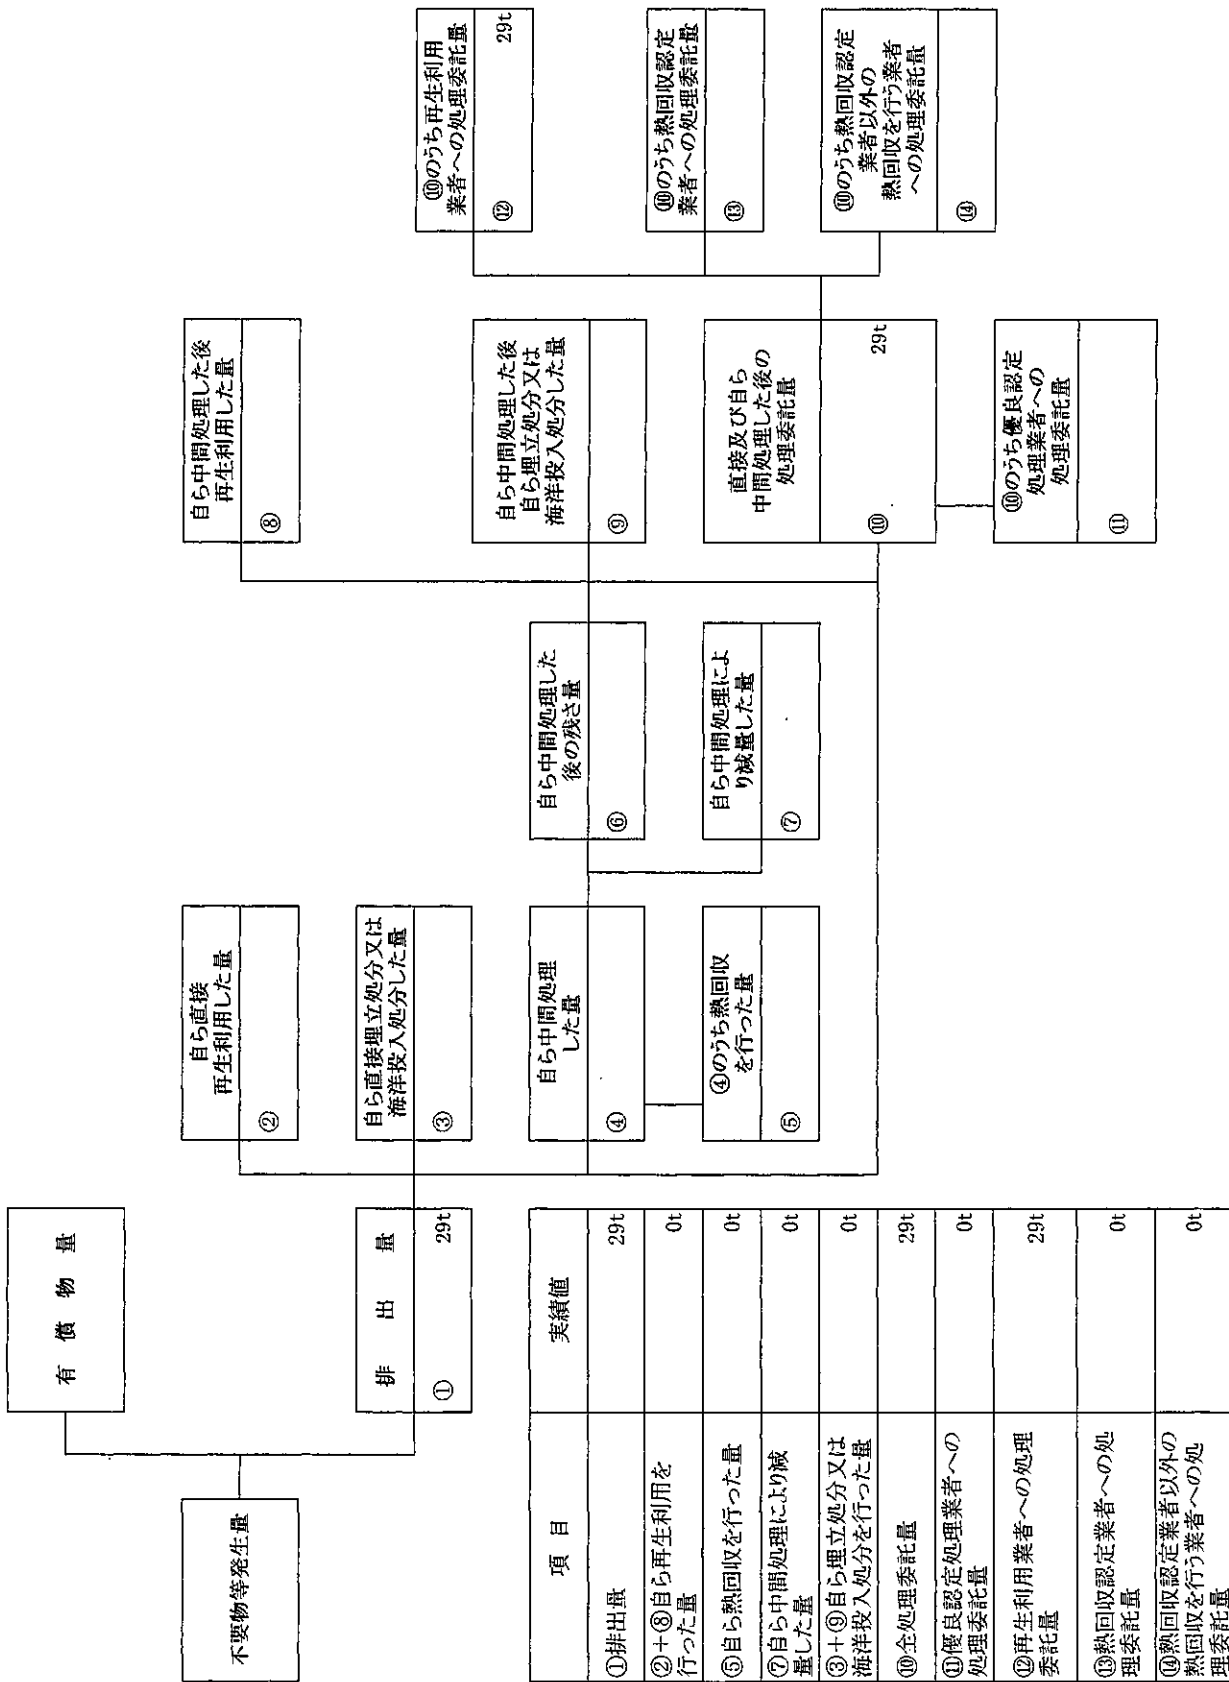 不要物等発生量
有償物量
排出量
① 29t
自ら直接
再生利用した量
②
自ら直接埋立処分又は
海洋投入処分した量
③
自ら中間処理
した量
④
④のうち熱回収
を行った量
⑤
自ら中間処理した
後の残さ量
⑥
自ら中間処理によ
り減量した量
⑦
自ら中間処理した後
再生利用した量
⑧
自ら中間処理した後
自ら埋立処分又は
海洋投入処分した量
⑨
直接及び自ら
中間処理した後の
処理委託量
⑩ 29t
⑩のうち優良認定
処理業者への
処理委託量
⑪
⑩のうち再生利用
業者への処理委託量
⑫ 29t
⑩のうち熱回収認定
業者への処理委託量
⑬
⑩のうち熱回収認定
業者以外の
熱回収を行う業者
への処理委託量
⑭
項目 実績値
①排出量 29t
②+⑧自ら再生利用を
行った量 0t
⑤自ら熱回収を行った量 0t
⑦自ら中間処理により減
量した量 0t
③+⑨自ら埋立処分又は
海洋投入処分を行った量 0t
⑩全処理委託量 29t
⑪優良認定処理業者への
処理委託量 0t
⑫再生利用業者への処理
委託量 29t
⑬熱回収認定業者への処
理委託量 0t
⑭熱回収認定業者以外の
熱回収を行う業者への処
理委託量 0t